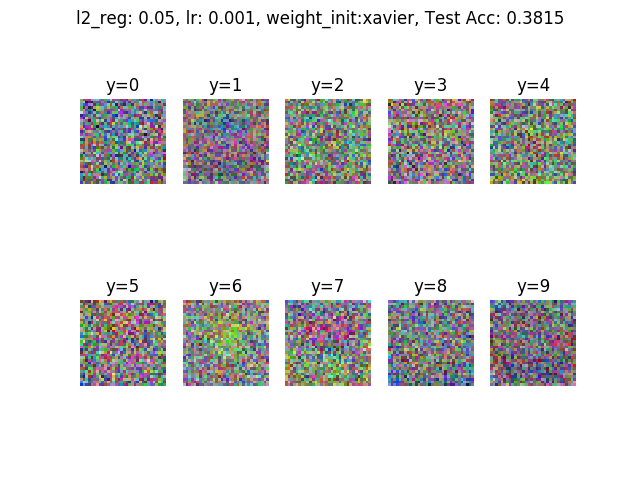 l2_reg: 0.05, lr: 0.001, weight_init:xavier, Test Acc: 0.3815
y=0 y=1 y=2 y=3 y=4
y=5 y=6 y=7 y=8 y=9